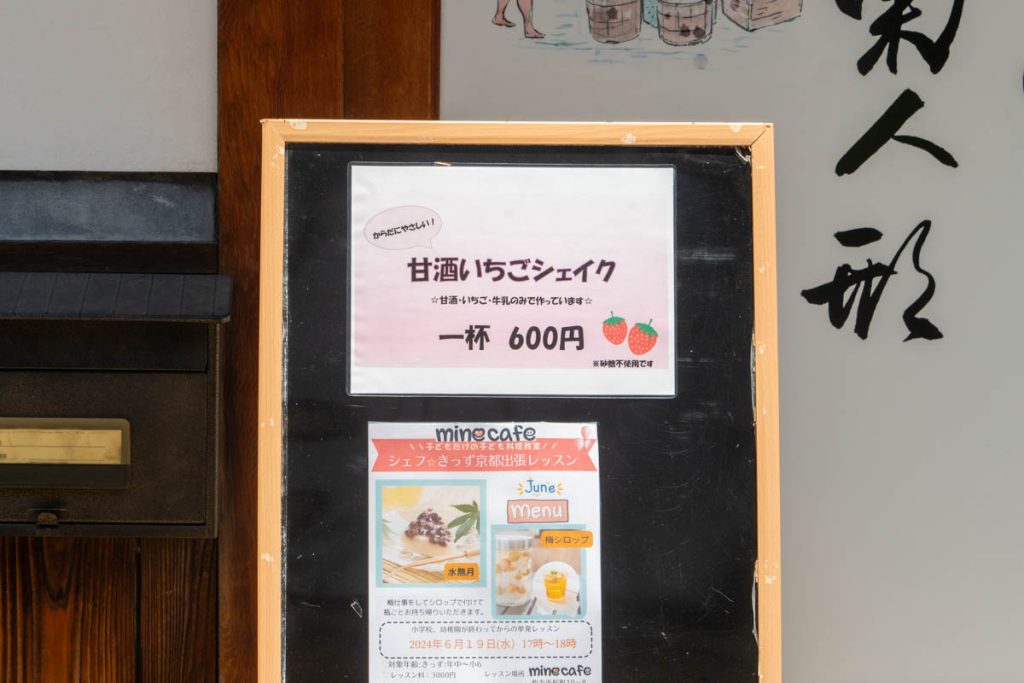 からだにやさしい！
甘酒いちごシェイク
☆甘酒・いちご・牛乳のみで作っています☆
一杯 600円
※砂糖不使用です
mine cafe
＼＼子どもだけの子ども料理教室／／
シェフ☆きっず京都出張レッスン
June
menu
梅シロップ
水無月
梅仕事をしてシロップで付けて
瓶ごとお持ち帰りいただきます。
小学校、幼稚園が終わってからの単発レッスン
2024年６月１９日(水) 17時〜18時
対象年齢:きっず:年中〜小6
♡レッスン料：3000円
レッスン場所 mine cafe
菊人形